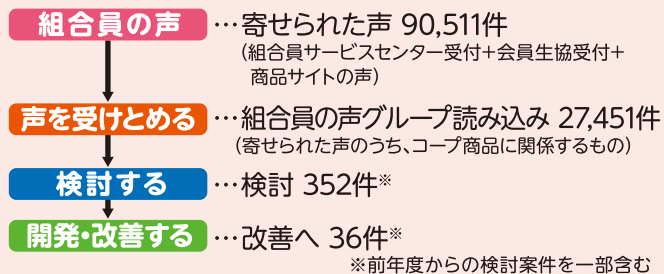 組合員の声 …寄せられた声 90,511件
(組合員サービスセンター受付+会員生協受付+
商品サイトの声)
声を受けとめる …組合員の声グループ読み込み 27,451件
(寄せられた声のうち、コープ商品に関係するもの)
検討する …検討 352件※
開発・改善する …改善へ 36件※
※前年度からの検討案件を一部含む